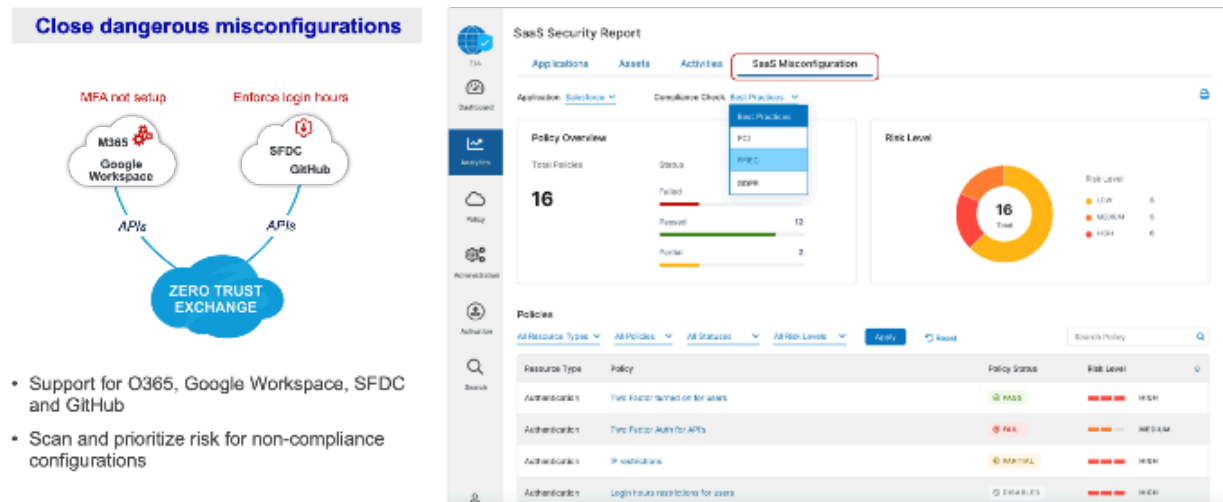 Close dangerous misconfigurations
MFA not setup
Enforce login hours
M365
Google
Workspace
SFDC
GitHub
APIs
APIs
ZERO TRUST
EXCHANGE
• Support for O365, Google Workspace, SFDC
and GitHub
• Scan and prioritize risk for non-compliance
configurations
SaaS Security Report
Applications Assets Activities SaaS Misconfiguration
Application Salesforce Compliance Check Best Practices
Best Practices
PCI
FFIEC
GDPR
Dashboard
Analytics
Policy
Administration
Activation
Search
Policy Overview
Total Policies
16
Status
Failed
Passed 12
Partial 2
Risk Level
16
Total
Risk Level
LOW 5
MEDIUM 5
HIGH 6
Policies
All Resource Types All Policies All Statuses All Risk Levels Apply Reset Search Policy
Resource Type Policy Policy Status Risk Level
Authentication Two Factor turned on for users PASS HIGH
Authentication Two Factor Auth for APIs FAIL MEDIUM
Authentication IP restrictions PARTIAL HIGH
Authentication Login hours restrictions for users DISABLED HIGH